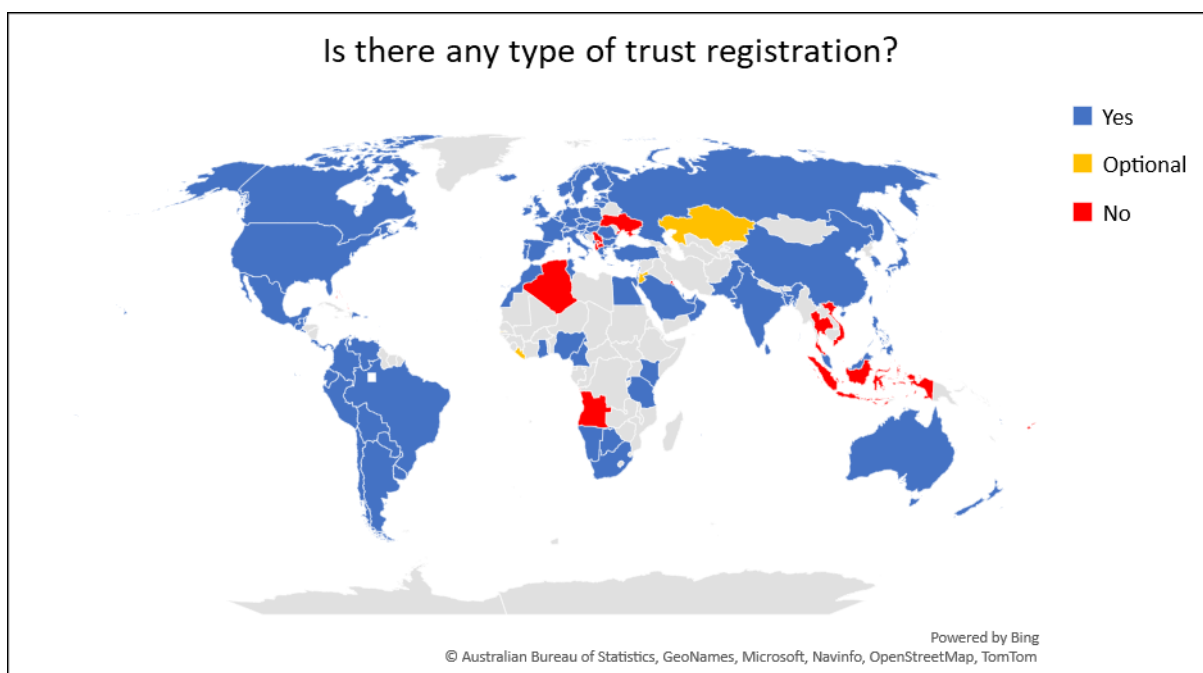 Is there any type of trust registration?
Yes
Optional
No
Powered by Bing
© Australian Bureau of Statistics, GeoNames, Microsoft, Navinfo, OpenStreetMap, TomTom